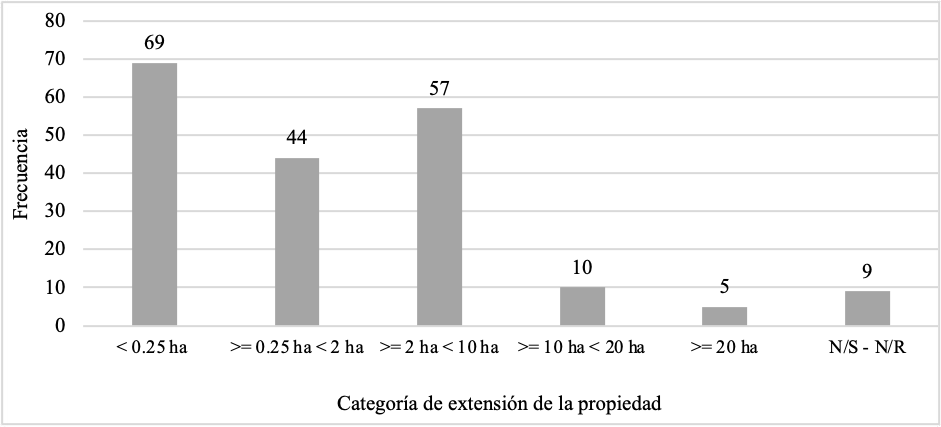 80
70
60
50
40
30
20
10
0
Frecuencia
69
44
57
10
5
9
< 0.25 ha
>= 0.25 ha < 2 ha
>= 2 ha < 10 ha
>= 10 ha < 20 ha
>= 20 ha
N/S - N/R
Categoría de extensión de la propiedad